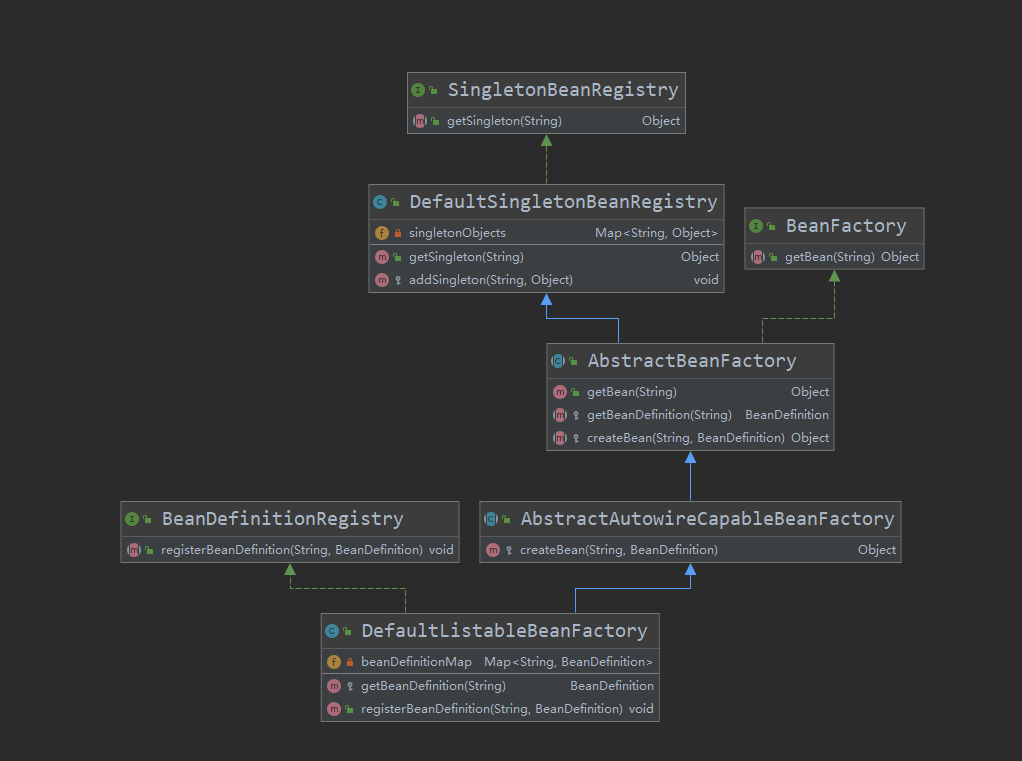 SingletonBeanRegistry
getSingleton(String) Object
DefaultSingletonBeanRegistry
singletonObjects Map<String, Object>
getSingleton(String) Object
addSingleton(String, Object) void
BeanFactory
getBean(String) Object
AbstractBeanFactory
getBean(String) Object
getBeanDefinition(String) BeanDefinition
createBean(String, BeanDefinition) Object
BeanDefinitionRegistry
registerBeanDefinition(String, BeanDefinition) void
AbstractAutowireCapableBeanFactory
createBean(String, BeanDefinition) Object
DefaultListableBeanFactory
beanDefinitionMap Map<String, BeanDefinition>
getBeanDefinition(String) BeanDefinition
registerBeanDefinition(String, BeanDefinition) void